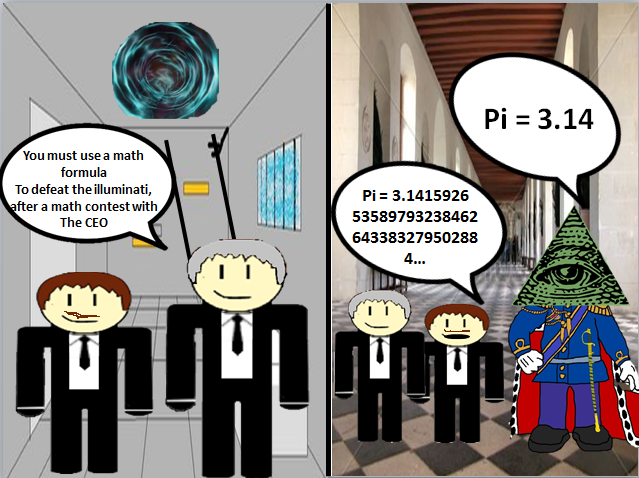 You must use a math
formula
To defeat the illuminati,
after a math contest with
The CEO
Pi = 3.14
Pi = 3.1415926
53589793238462
64338327950288
4...